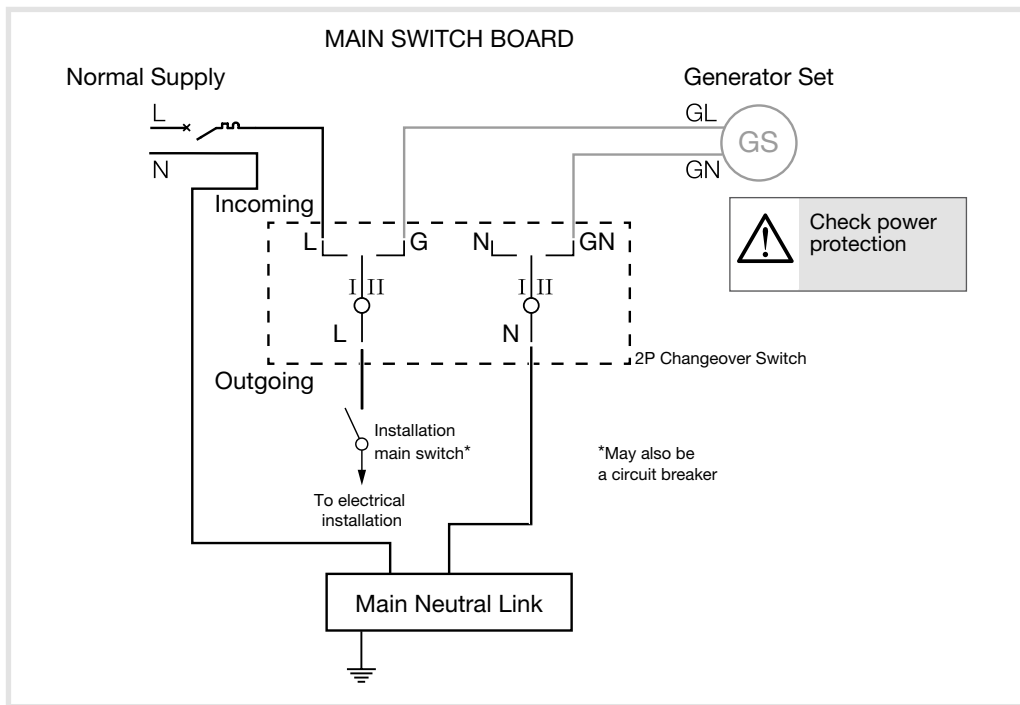 MAIN SWITCH BOARD
Normal Supply
Generator Set
L
GL
GS
N
GN
Incoming
Check power
protection
L
G
N
GN
I
II
I
II
L
N
2P Changeover Switch
Outgoing
Installation
main switch*
*May also be
a circuit breaker
To electrical
installation
Main Neutral Link